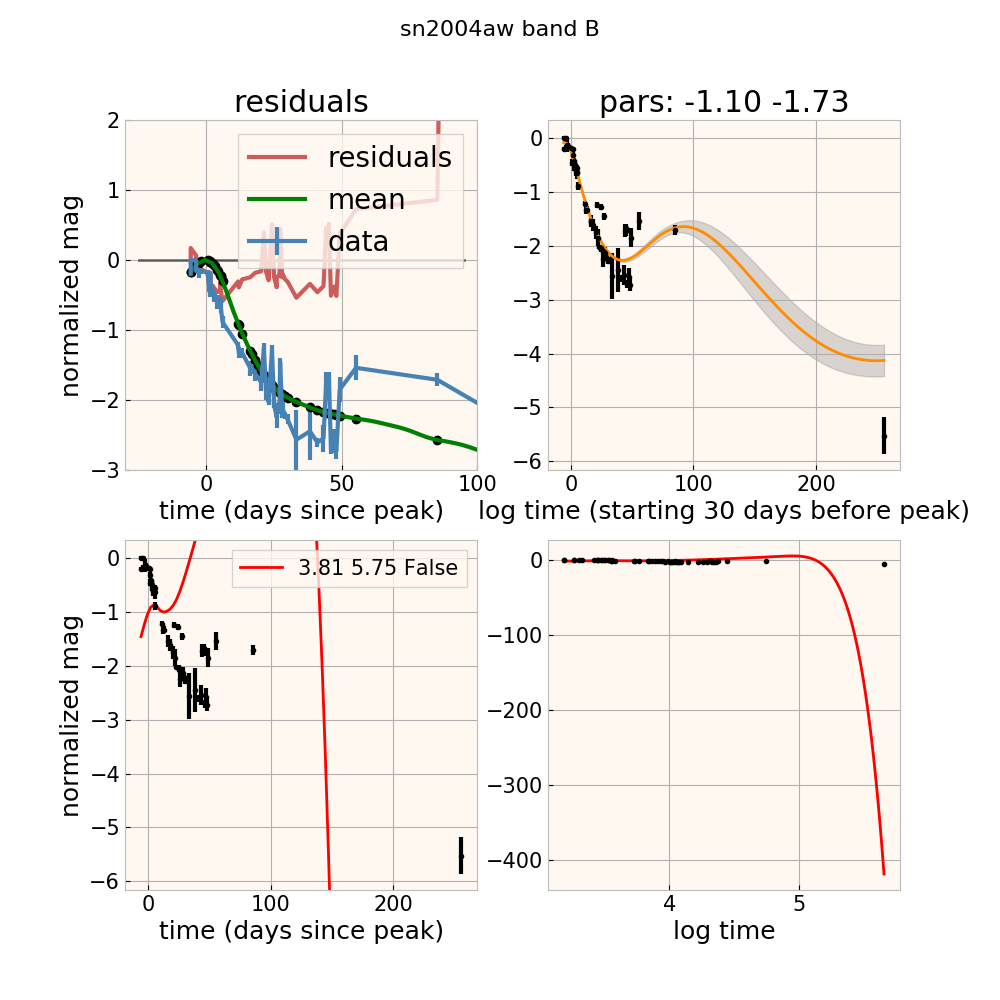 sn2004aw band B
residuals
pars: -1.10 -1.73
2
1
0
−1
−2
−3
normalized mag
residuals
mean
data
0
50
100
time (days since peak)
0
−1
−2
−3
−4
−5
−6
0
100
200
log time (starting 30 days before peak)
0
−1
−2
−3
−4
−5
−6
normalized mag
3.81 5.75 False
0
100
200
time (days since peak)
0
−100
−200
−300
−400
4
5
log time